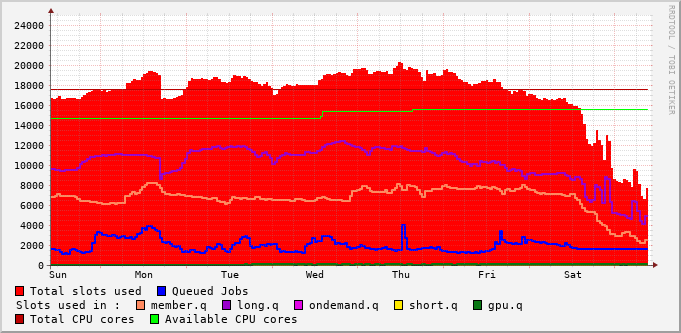 24000
22000
20000
18000
16000
14000
12000
10000
8000
6000
4000
2000
0
Sun Mon Tue Wed Thu Fri Sat
RRDTOOL / TOBI OETIKER
Total slots used Queued Jobs
Slots used in : member.q long.q ondemand.q short.q gpu.q
Total CPU cores Available CPU cores